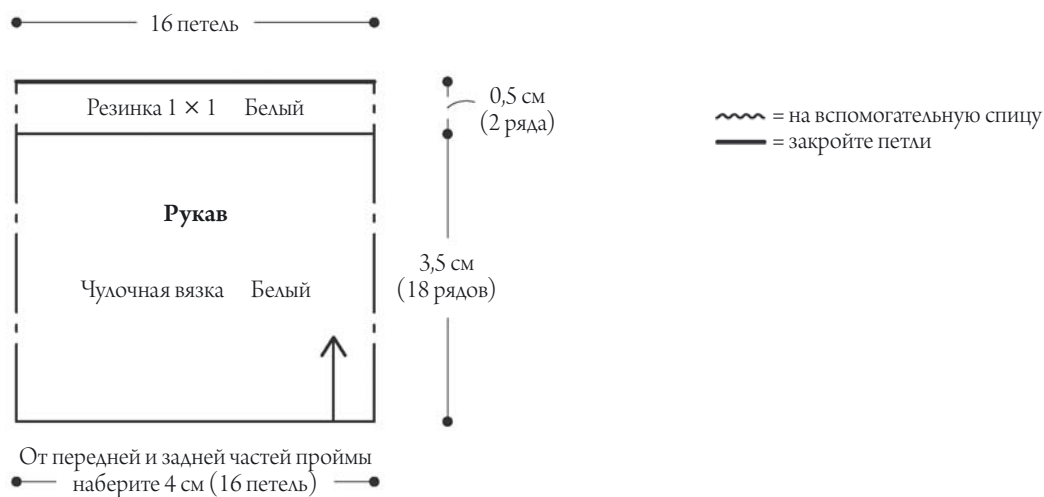 16 петель
Резинка 1 × 1 Белый
0,5 см
(2 ряда)
= на вспомогательную спицу
= закройте петли
Рукав
Чулочная вязка Белый
3,5 см
(18 рядов)
От передней и задней частей проймы
наберите 4 см (16 петель)